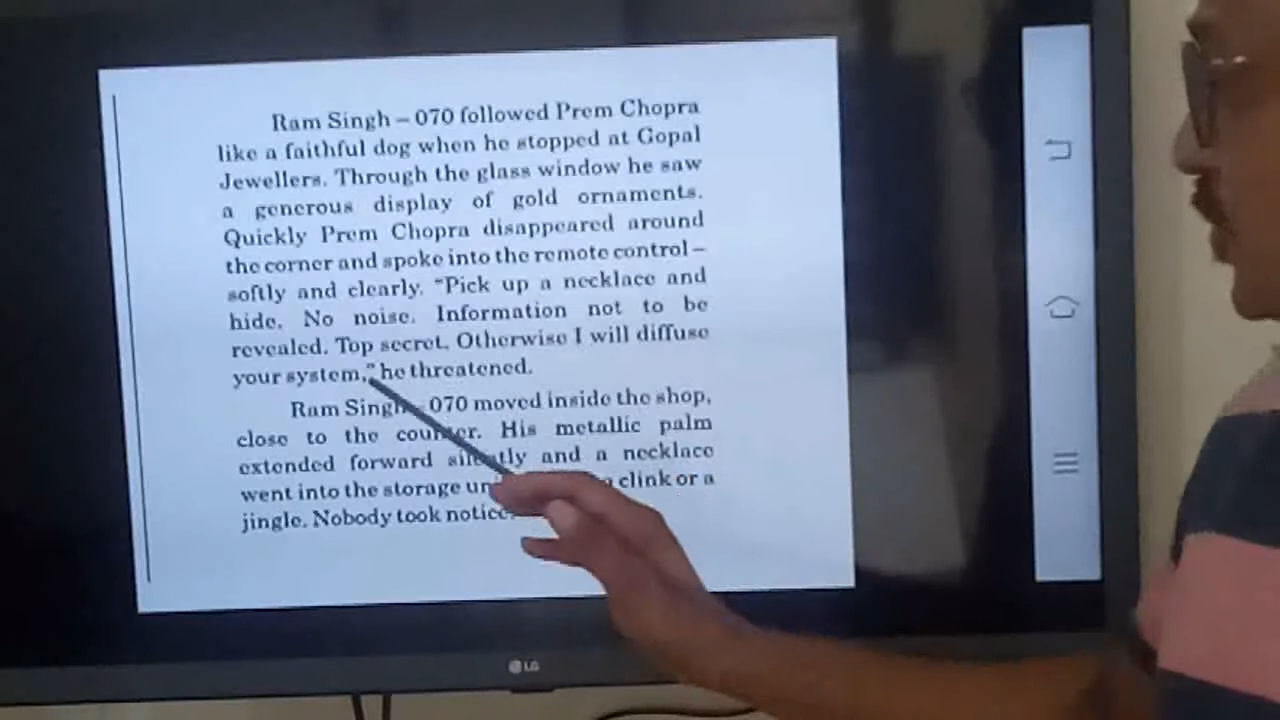 Ram Singh – 070 followed Prem Chopra
like a faithful dog when he stopped at Gopal
Jewellers. Through the glass window he saw
a generous display of gold ornaments.
Quickly Prem Chopra disappeared around
the corner and spoke into the remote control –
softly and clearly. "Pick up a necklace and
hide. No noise. Information not to be
revealed. Top secret. Otherwise I will diffuse
your system," he threatened.
Ram Singh – 070 moved inside the shop,
close to the counter. His metallic palm
extended forward silently and a necklace
went into the storage clink or a
jingle. Nobody took notice
LG